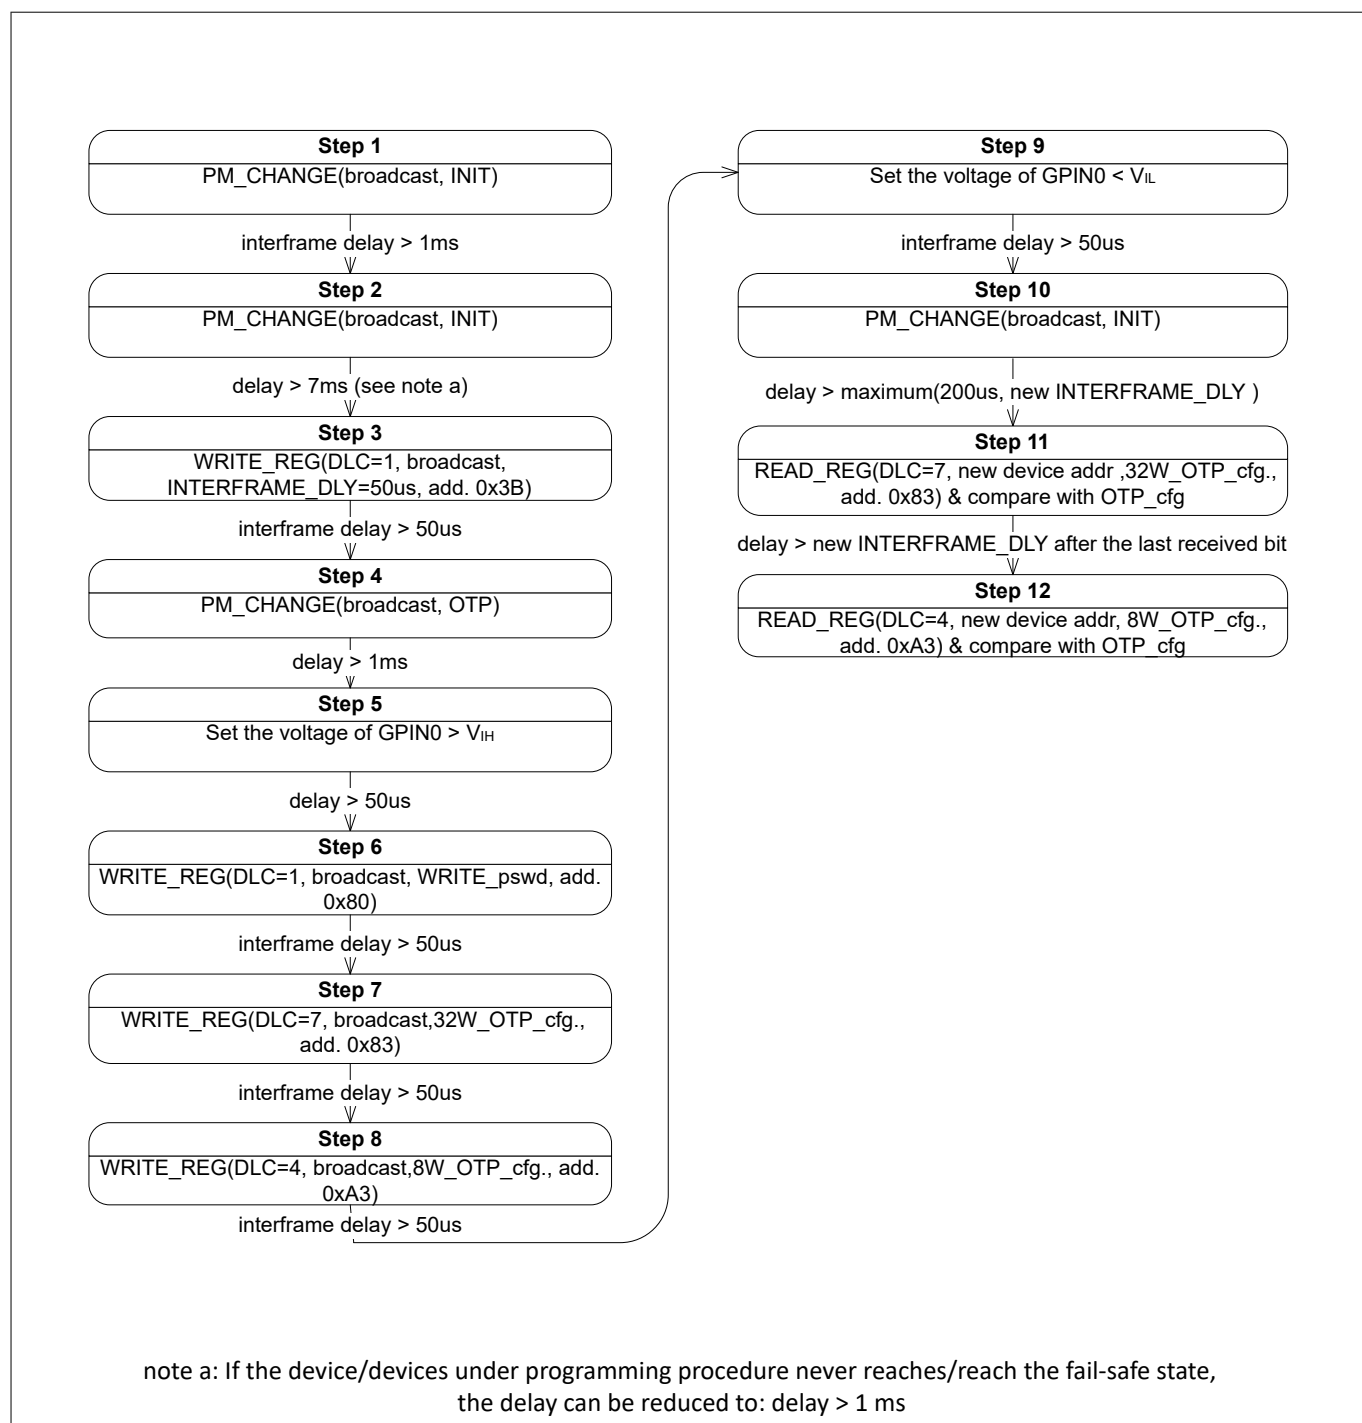 Step 1
PM_CHANGE(broadcast, INIT)
interframe delay > 1ms
Step 2
PM_CHANGE(broadcast, INIT)
delay > 7ms (see note a)
Step 3
WRITE_REG(DLC=1, broadcast,
INTERFRAME_DLY=50us, add. 0x3B)
interframe delay > 50us
Step 4
PM_CHANGE(broadcast, OTP)
delay > 1ms
Step 5
Set the voltage of GPIN0 > VIH
delay > 50us
Step 6
WRITE_REG(DLC=1, broadcast, WRITE_pswd, add.
0x80)
interframe delay > 50us
Step 7
WRITE_REG(DLC=7, broadcast,32W_OTP_cfg.,
add. 0x83)
interframe delay > 50us
Step 8
WRITE_REG(DLC=4, broadcast,8W_OTP_cfg., add.
0xA3)
interframe delay > 50us
Step 9
Set the voltage of GPIN0 < VIL
interframe delay > 50us
Step 10
PM_CHANGE(broadcast, INIT)
delay > maximum(200us, new INTERFRAME_DLY )
Step 11
READ_REG(DLC=7, new device addr ,32W_OTP_cfg.,
add. 0x83) & compare with OTP_cfg
delay > new INTERFRAME_DLY after the last received bit
Step 12
READ_REG(DLC=4, new device addr, 8W_OTP_cfg.,
add. 0xA3) & compare with OTP_cfg
note a: If the device/devices under programming procedure never reaches/reach the fail-safe state,
the delay can be reduced to: delay > 1 ms